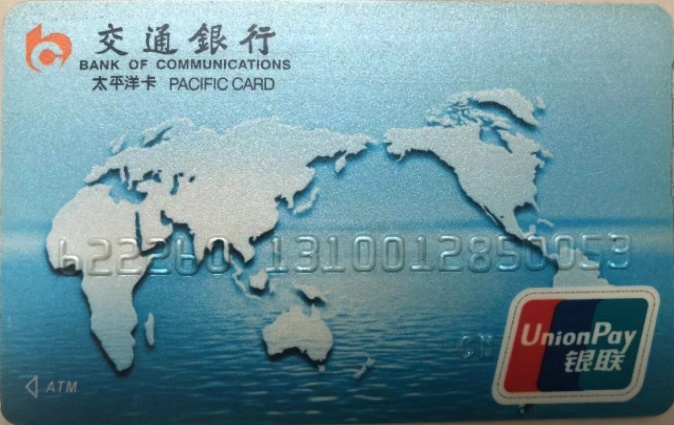 交通銀行
BANK OF COMMUNICATIONS
太平洋卡 PACIFIC CARD
622260 1310012850053
UnionPay
银联
ATM